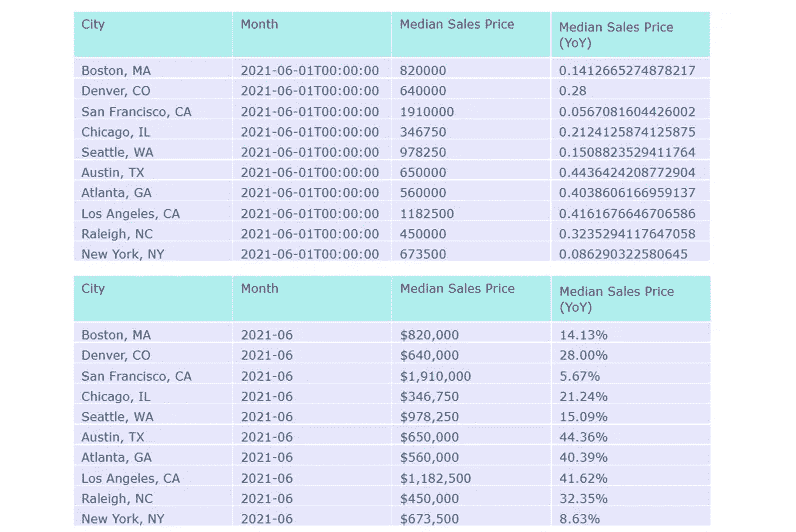 City Month Median Sales Price Median Sales Price
(YoY)
Boston, MA 2021-06-01T00:00:00 820000 0.1412665274878217
Denver, CO 2021-06-01T00:00:00 640000 0.28
San Francisco, CA 2021-06-01T00:00:00 1910000 0.0567081604426002
Chicago, IL 2021-06-01T00:00:00 346750 0.2124125874125875
Seattle, WA 2021-06-01T00:00:00 978250 0.1508823529411764
Austin, TX 2021-06-01T00:00:00 650000 0.4436424208772904
Atlanta, GA 2021-06-01T00:00:00 560000 0.4038606166959137
Los Angeles, CA 2021-06-01T00:00:00 1182500 0.4161676646706586
Raleigh, NC 2021-06-01T00:00:00 450000 0.3235294117647058
New York, NY 2021-06-01T00:00:00 673500 0.086290322580645
City Month Median Sales Price Median Sales Price
(YoY)
Boston, MA 2021-06 $820,000 14.13%
Denver, CO 2021-06 $640,000 28.00%
San Francisco, CA 2021-06 $1,910,000 5.67%
Chicago, IL 2021-06 $346,750 21.24%
Seattle, WA 2021-06 $978,250 15.09%
Austin, TX 2021-06 $650,000 44.36%
Atlanta, GA 2021-06 $560,000 40.39%
Los Angeles, CA 2021-06 $1,182,500 41.62%
Raleigh, NC 2021-06 $450,000 32.35%
New York, NY 2021-06 $673,500 8.63%